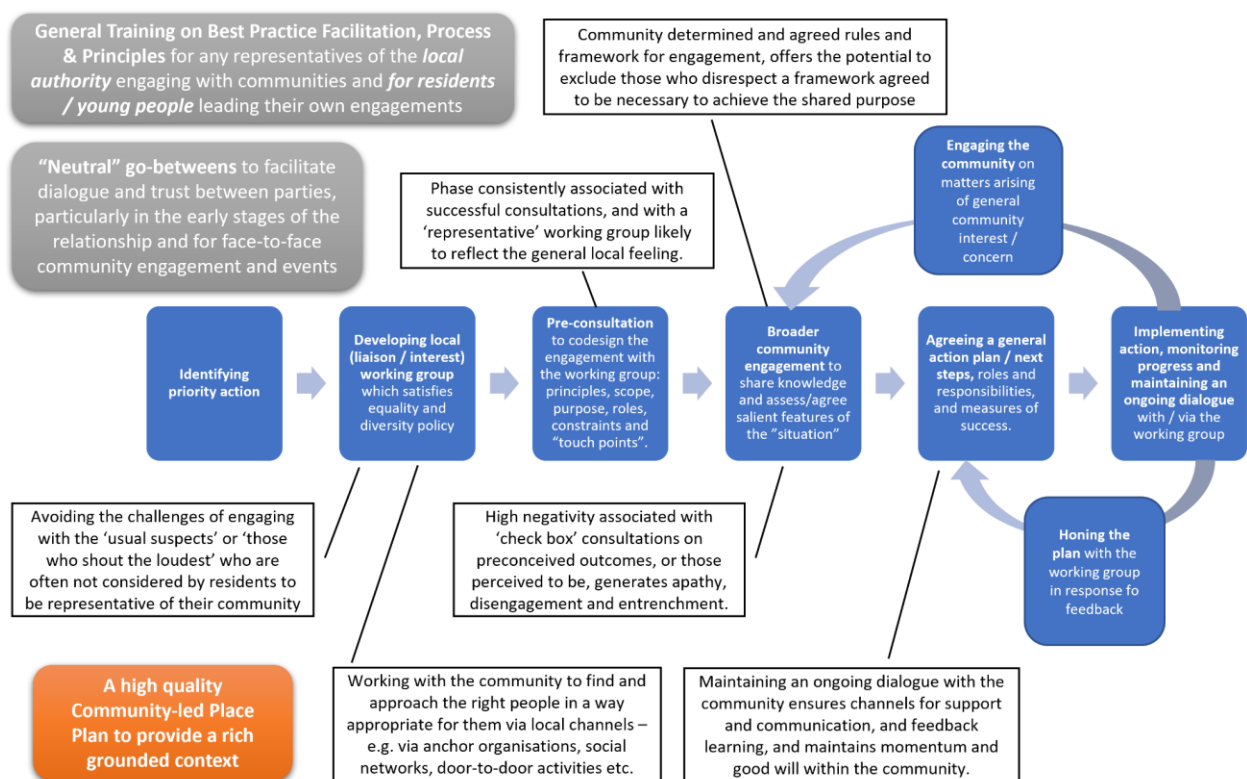 General Training on Best Practice Facilitation, Process
& Principles for any representatives of the local
authority engaging with communities and for residents
/ young people leading their own engagements
Community determined and agreed rules and
framework for engagement, offers the potential to
exclude those who disrespect a framework agreed
to be necessary to achieve the shared purpose
"Neutral" go-betweens to facilitate
dialogue and trust between parties,
particularly in the early stages of the
relationship and for face-to-face
community engagement and events
Phase consistently associated with
successful consultations, and with a
‘representative’ working group likely
to reflect the general local feeling.
Engaging the
community on
matters arising
of general
community
interest /
concern
Identifying
priority action
Developing local
(liaison / interest)
working group
which satisfies
equality and
diversity policy
Pre-consultation
to codesign the
engagement with
the working group:
principles, scope,
purpose, roles,
constraints and
“touch points”.
Broader
community
engagement to
share knowledge
and assess/agree
salient features of
the “situation”
Agreeing a general
action plan / next
steps, roles and
responsibilities,
and measures of
success.
Implementing
action, monitoring
progress and
maintaining an
ongoing dialogue
with / via the
working group
Avoiding the challenges of engaging
with the ‘usual suspects’ or ‘those
who shout the loudest’ who are
often not considered by residents to
be representative of their community
High negativity associated with
‘check box’ consultations on
preconceived outcomes, or those
perceived to be, generates apathy,
disengagement and entrenchment.
Honing the
plan with the
working group
in response fo
feedback
A high quality
Community-led Place
Plan to provide a rich
grounded context
Working with the community to find and
approach the right people in a way
appropriate for them via local channels –
e.g. via anchor organisations, social
networks, door-to-door activities etc.
Maintaining an ongoing dialogue with the
community ensures channels for support
and communication, and feedback
learning, and maintains momentum and
good will within the community.